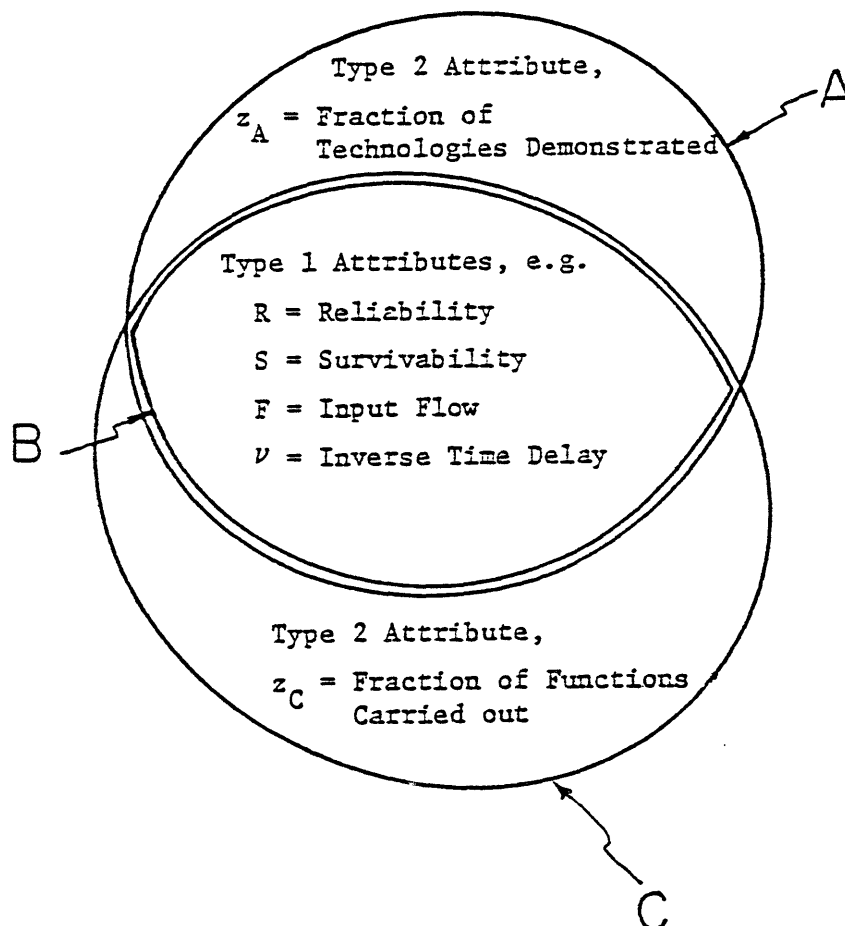 Type 2 Attribute,
A
z_A = Fraction of
Technologies Demonstrated
Type 1 Attributes, e.g.
R = Reliability
S = Survivability
B
F = Input Flow
ν = Inverse Time Delay
Type 2 Attribute,
z_C = Fraction of Functions
Carried out
C